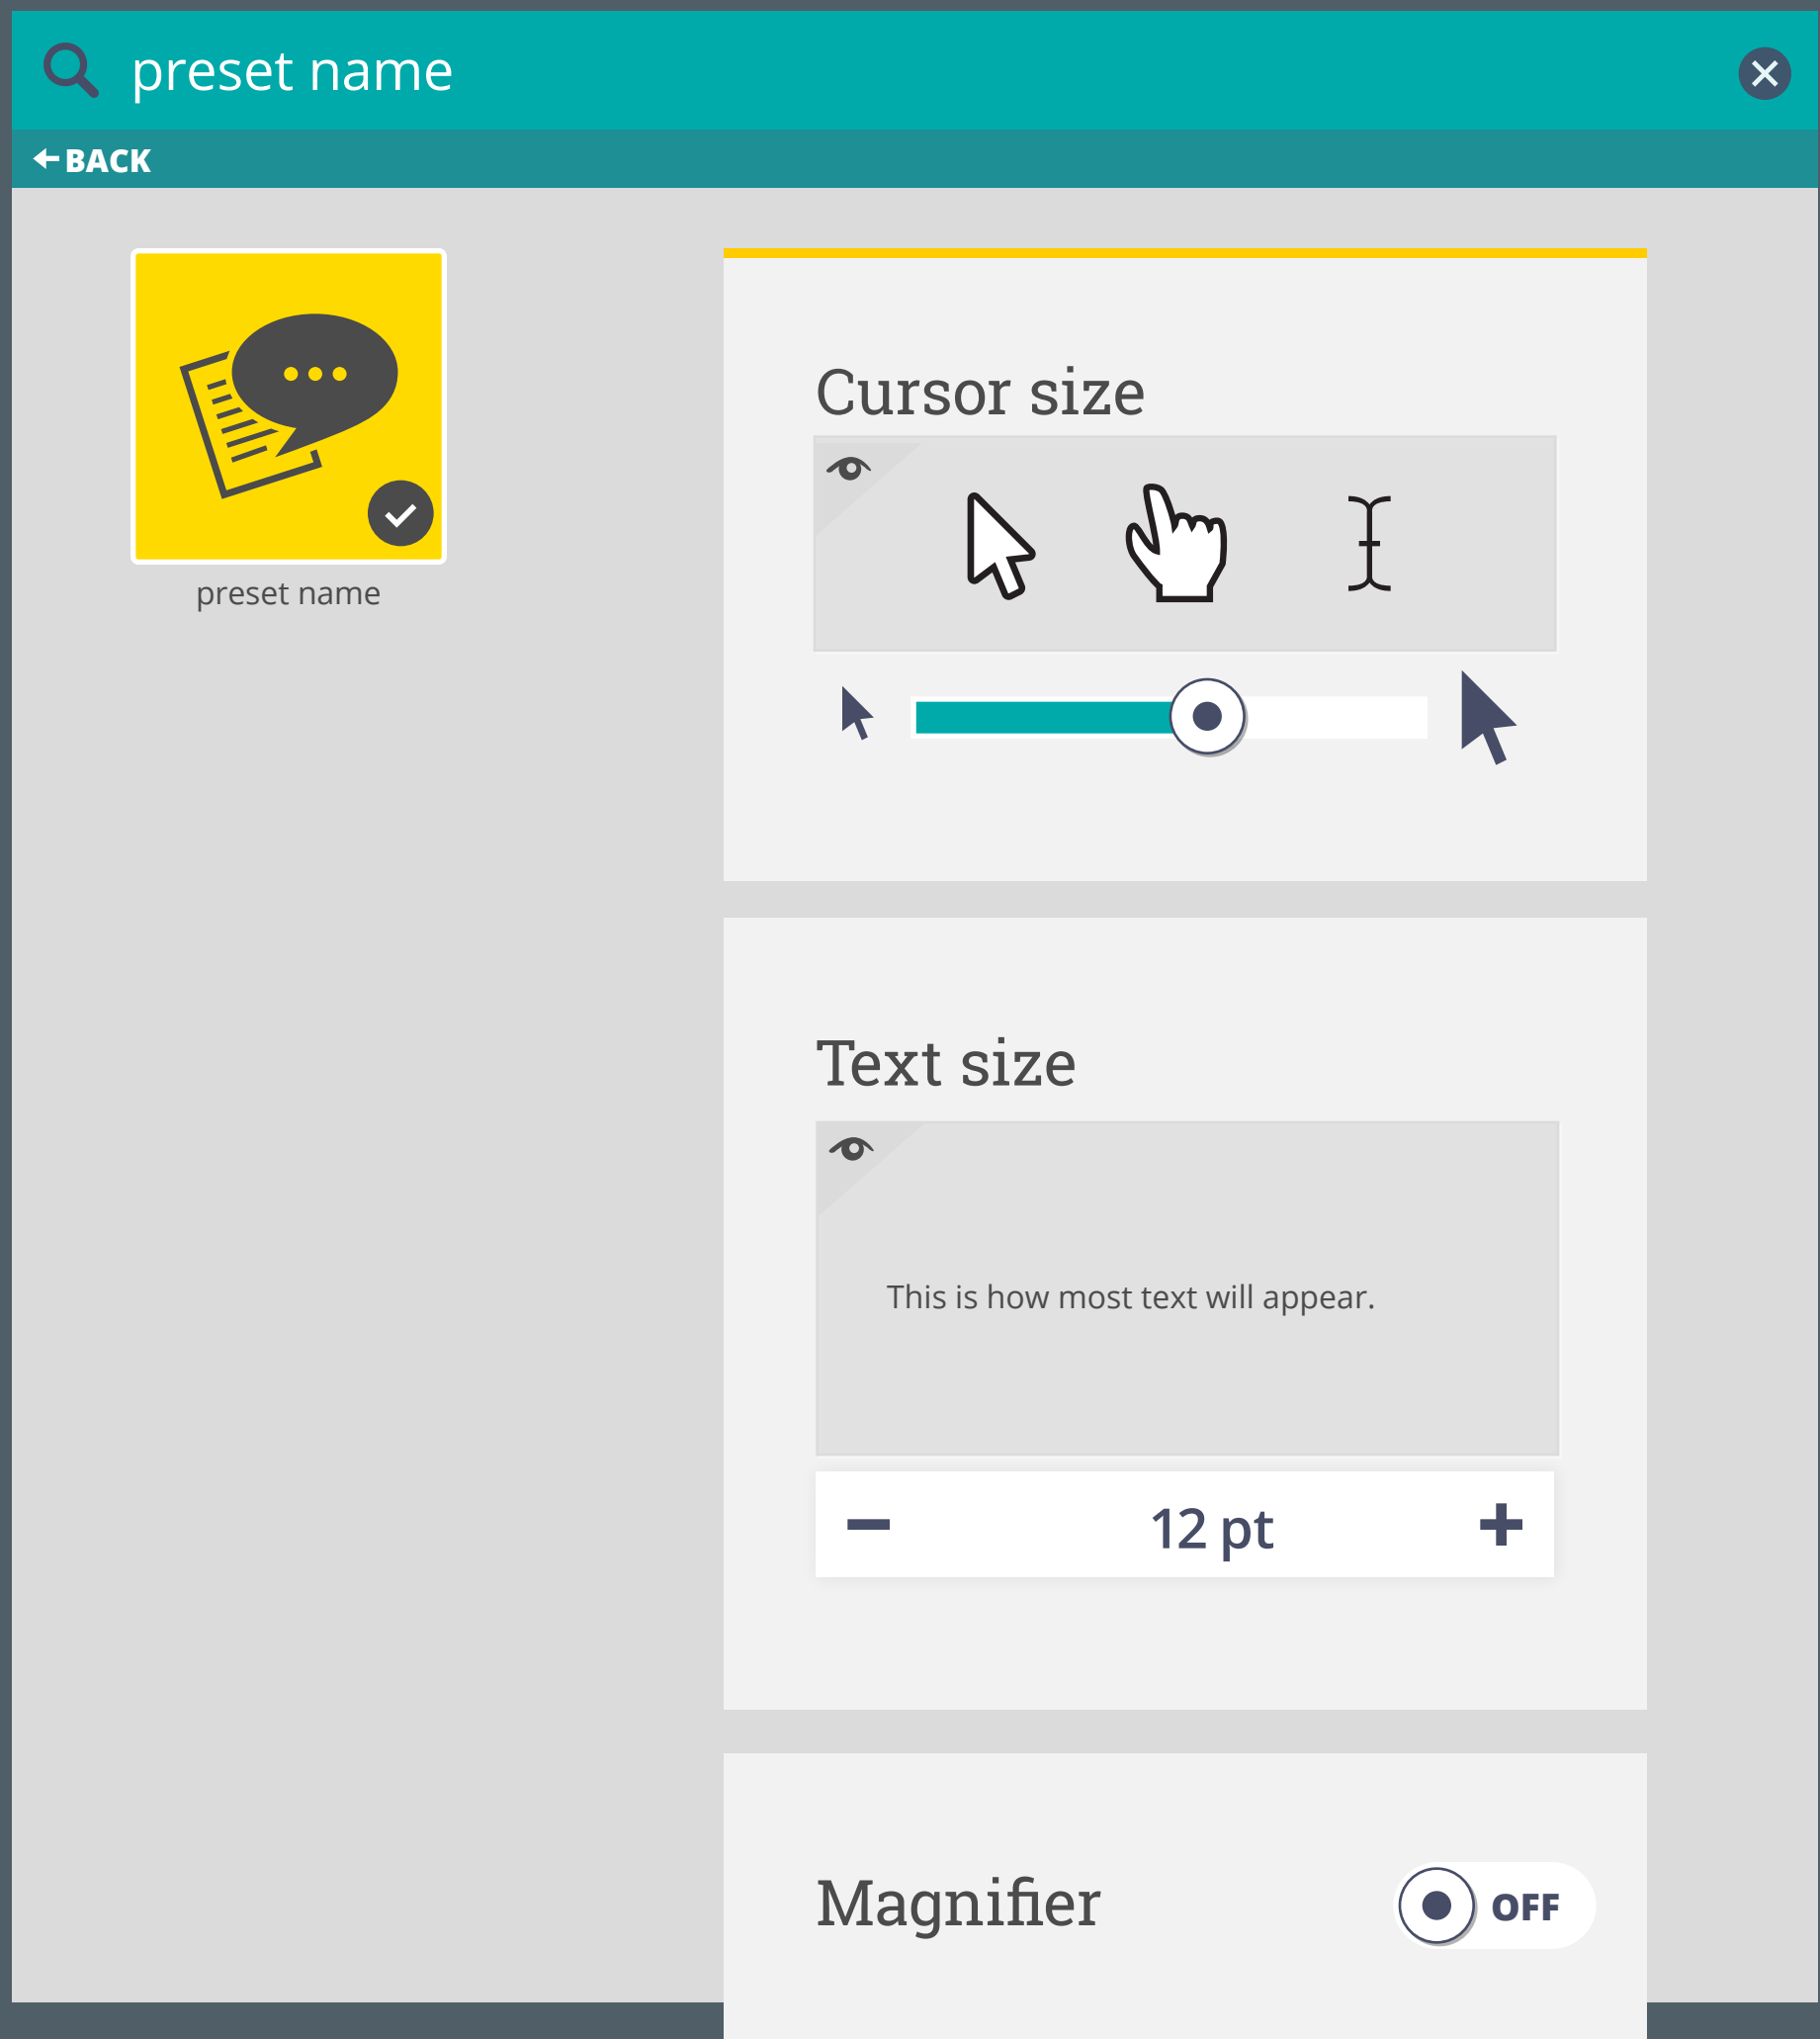 preset name
BACK
preset name
Cursor size
Text size
This is how most text will appear.
12 pt
Magnifier
OFF